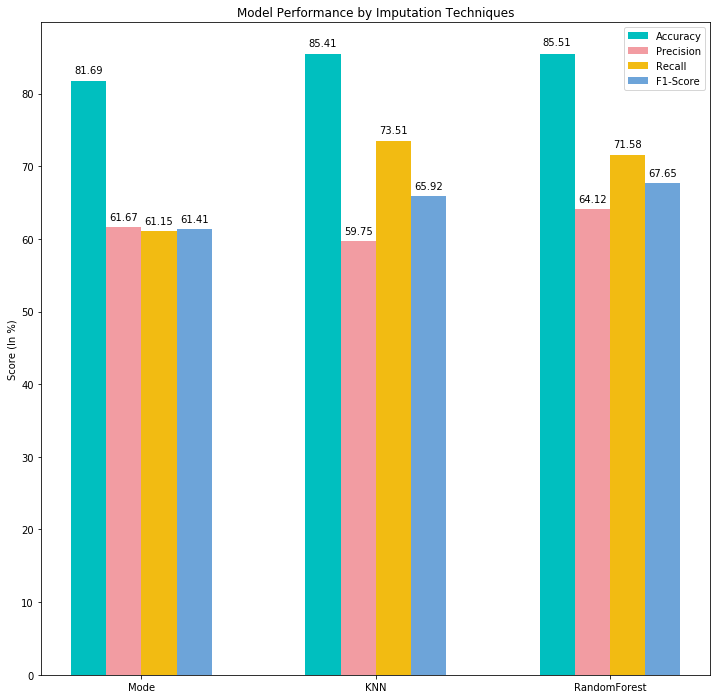 Model Performance by Imputation Techniques
Accuracy
Precision
Recall
F1-Score
Score (In %)
80
70
60
50
40
30
20
10
0
81.69
61.67
61.15
61.41
85.41
59.75
73.51
65.92
85.51
64.12
71.58
67.65
Mode
KNN
RandomForest